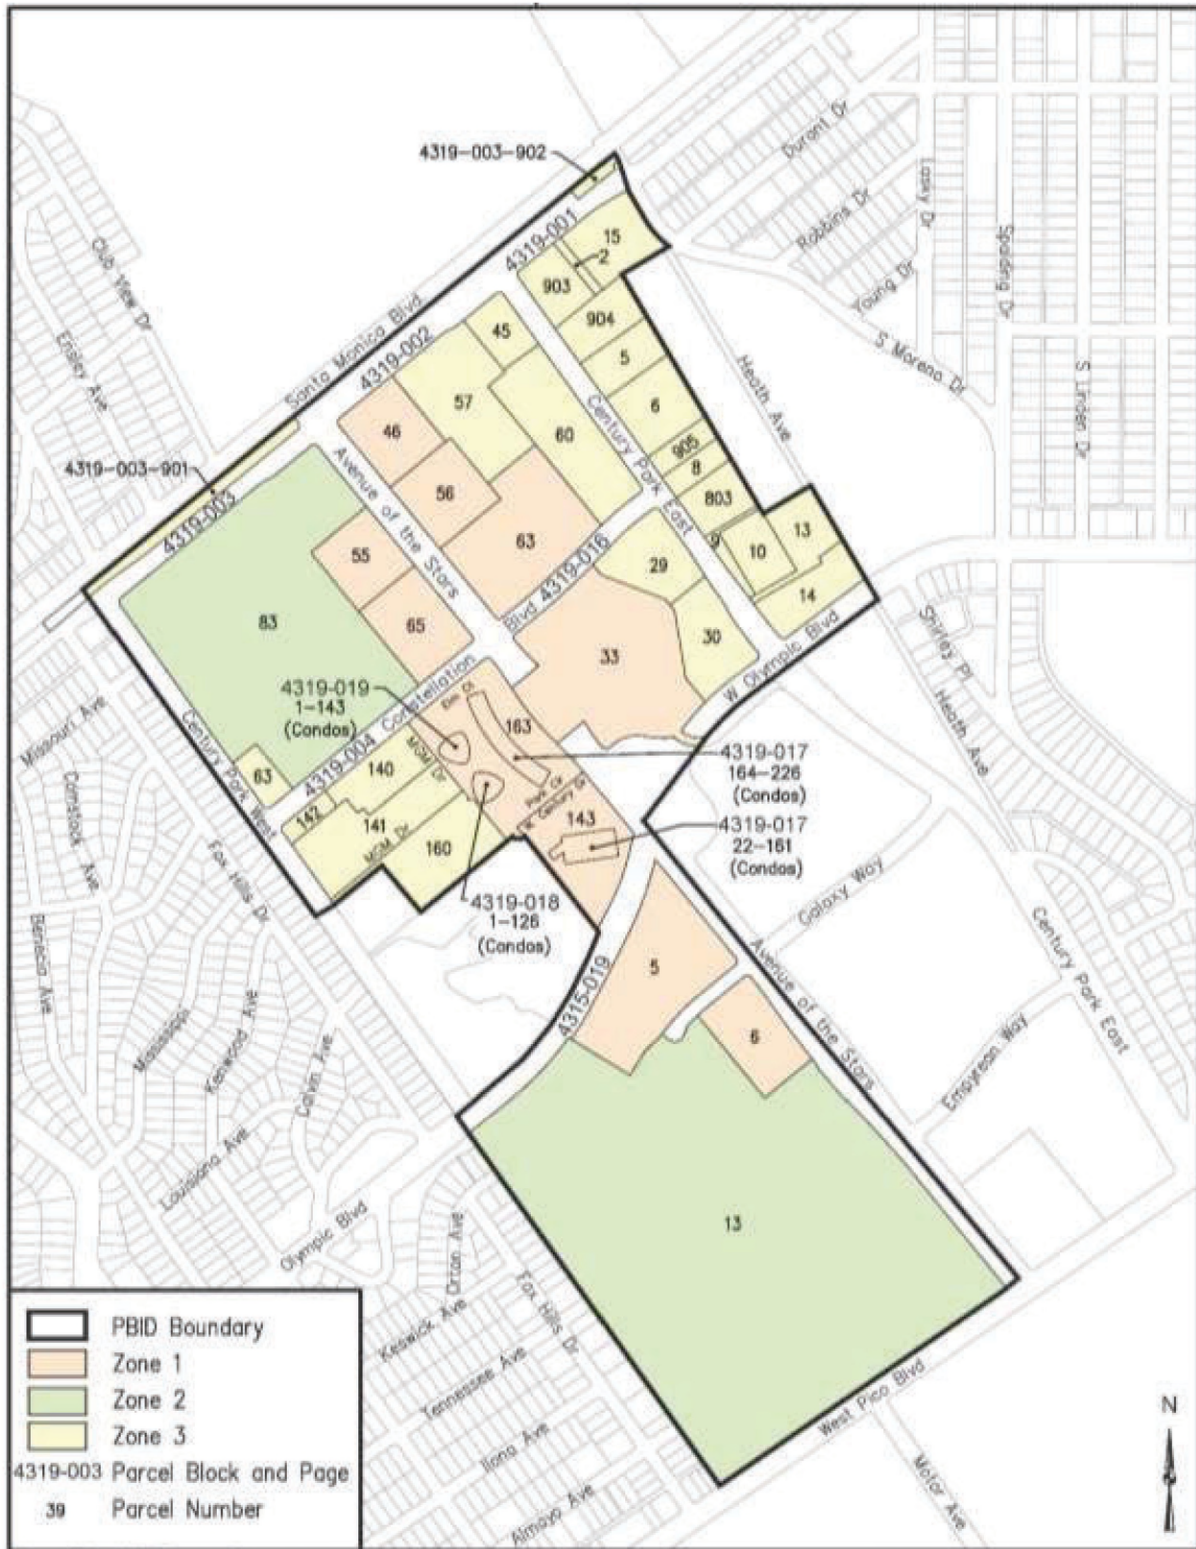 4319-003-902
Durant Dr
Robbins Dr
Lasky Dr
Spalding Dr
Young Dr
S Moreno Dr
S Linden Dr
Club View Dr
Ensley Ave
Santa Monica Blvd
4319-001
15
2
903
904
4319-002
45
5
Heath Ave
57
6
46
60
Century Park East
905
8
803
4319-003-901
4319-003
Avenue of the Stars
56
63
9
10
13
55
Blvd 4319-016
29
14
83
65
30
W Olympic Blvd
33
Shirley Pl
Heath Ave
Missouri Ave
4319-019
1-143
(Condos)
Constellation
Elm Ct
163
4319-017
164-226
(Condos)
Century Park West
63
4319-004
140
MGM Dr
Park Cir
W. Century Dr
143
4319-017
22-161
(Condos)
142
141
MGM Dr
160
Comstock Ave
Fox Hills Dr
4319-018
1-126
(Condos)
Galaxy Way
Benecia Ave
5
Avenue of the Stars
Century Park East
4315-019
Mississippi
Kerwood Ave
Calvin Ave
6
Empyrean Way
Louisiana Ave
Olympic Blvd
13
Orton Ave
Fox Hills Dr
Keswick Ave
Tennessee Ave
Ilona Ave
Almayo Ave
West Pico Blvd
Motor Ave
N
PBID Boundary
Zone 1
Zone 2
Zone 3
4319-003 Parcel Block and Page
39 Parcel Number